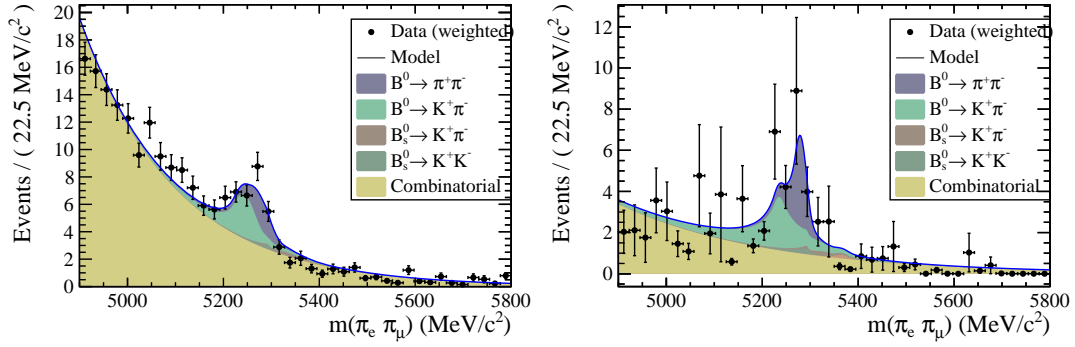 Events / ( 22.5 MeV/c²)
20
18
16
14
12
10
8
6
4
2
0
Data (weighted)
Model
B⁰→ π⁺π⁻
B⁰→ K⁺π⁻
B⁰ₛ→ K⁺π⁻
B⁰ₛ→ K⁺K⁻
Combinatorial
5000 5200 5400 5600 5800
m(πₑ π_μ) (MeV/c²)
Events / ( 22.5 MeV/c²)
12
10
8
6
4
2
0
Data (weighted)
Model
B⁰→ π⁺π⁻
B⁰→ K⁺π⁻
B⁰ₛ→ K⁺π⁻
B⁰ₛ→ K⁺K⁻
Combinatorial
5000 5200 5400 5600 5800
m(πₑ π_μ) (MeV/c²)